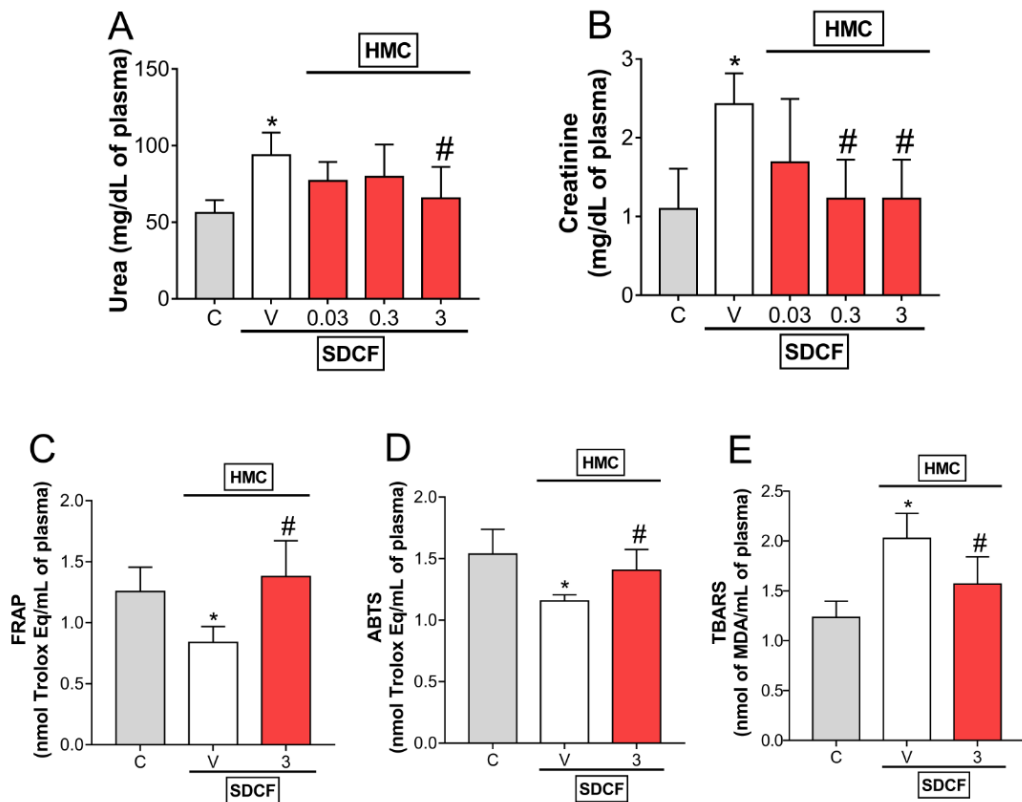 A
HMC
Urea (mg/dL of plasma)
150
100
50
0
*
#
C V 0.03 0.3 3
SDCF
B
HMC
Creatinine
(mg/dL of plasma)
3
2
1
0
*
# #
C V 0.03 0.3 3
SDCF
C
HMC
FRAP
(nmol Trolox Eq/mL of plasma)
2.0
1.5
1.0
0.5
0.0
*
#
C V 3
SDCF
D
HMC
ABTS
(nmol Trolox Eq/mL of plasma)
2.0
1.5
1.0
0.5
0.0
*
#
C V 3
SDCF
E
HMC
TBARS
(nmol of MDA/mL of plasma)
2.5
2.0
1.5
1.0
0.5
0.0
*
#
C V 3
SDCF